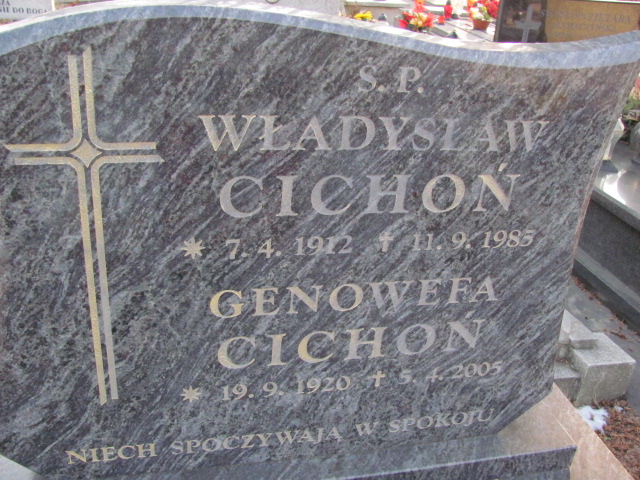 Ś. P.
WŁADYSŁAW
CICHOŃ
* 7. 4. 1912 † 11. 9. 1985
GENOWEFA
CICHOŃ
* 19. 9. 1920 † 5. 4. 2005
NIECH SPOCZYWAJĄ W SPOKOJU